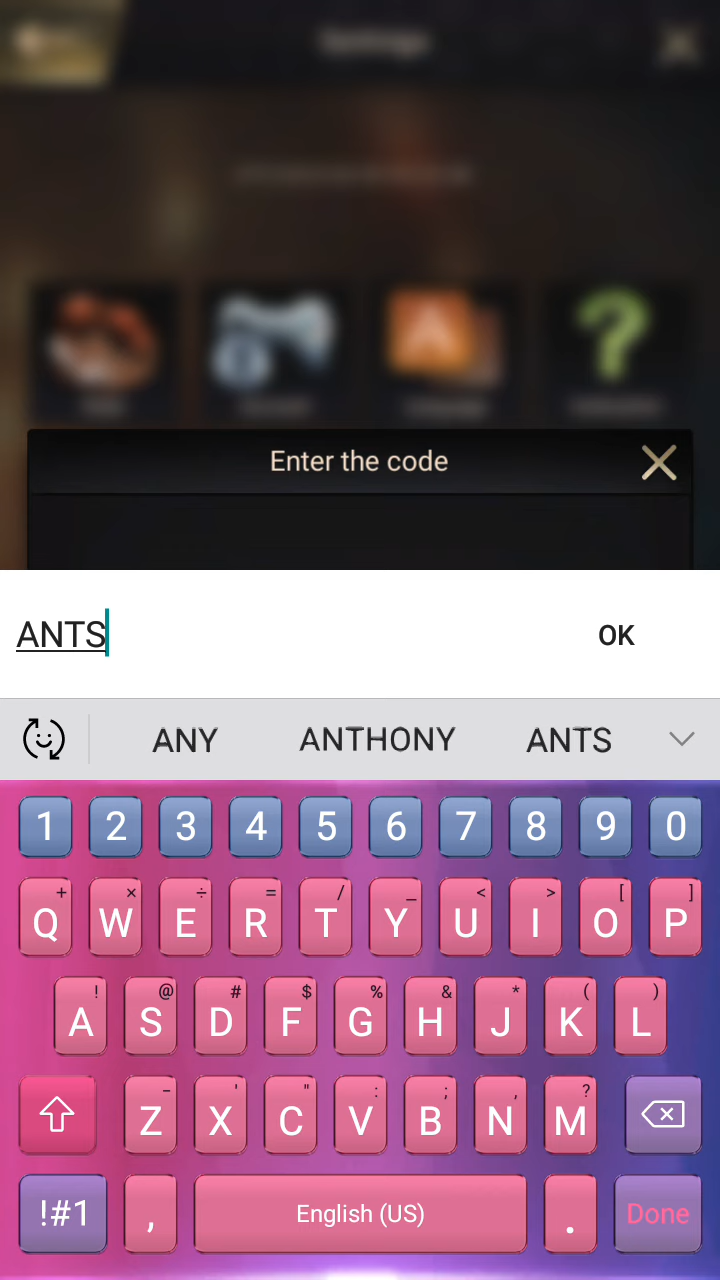 Settings
Enter the code
ANTS
OK
ANY ANTHONY ANTS
1 2 3 4 5 6 7 8 9 0
+ × ÷ = / _ < > [ ]
Q W E R T Y U I O P
! @ # $ % & * ( )
A S D F G H J K L
- ' " : ; , ?
Z X C V B N M
!#1 , English (US) . Done